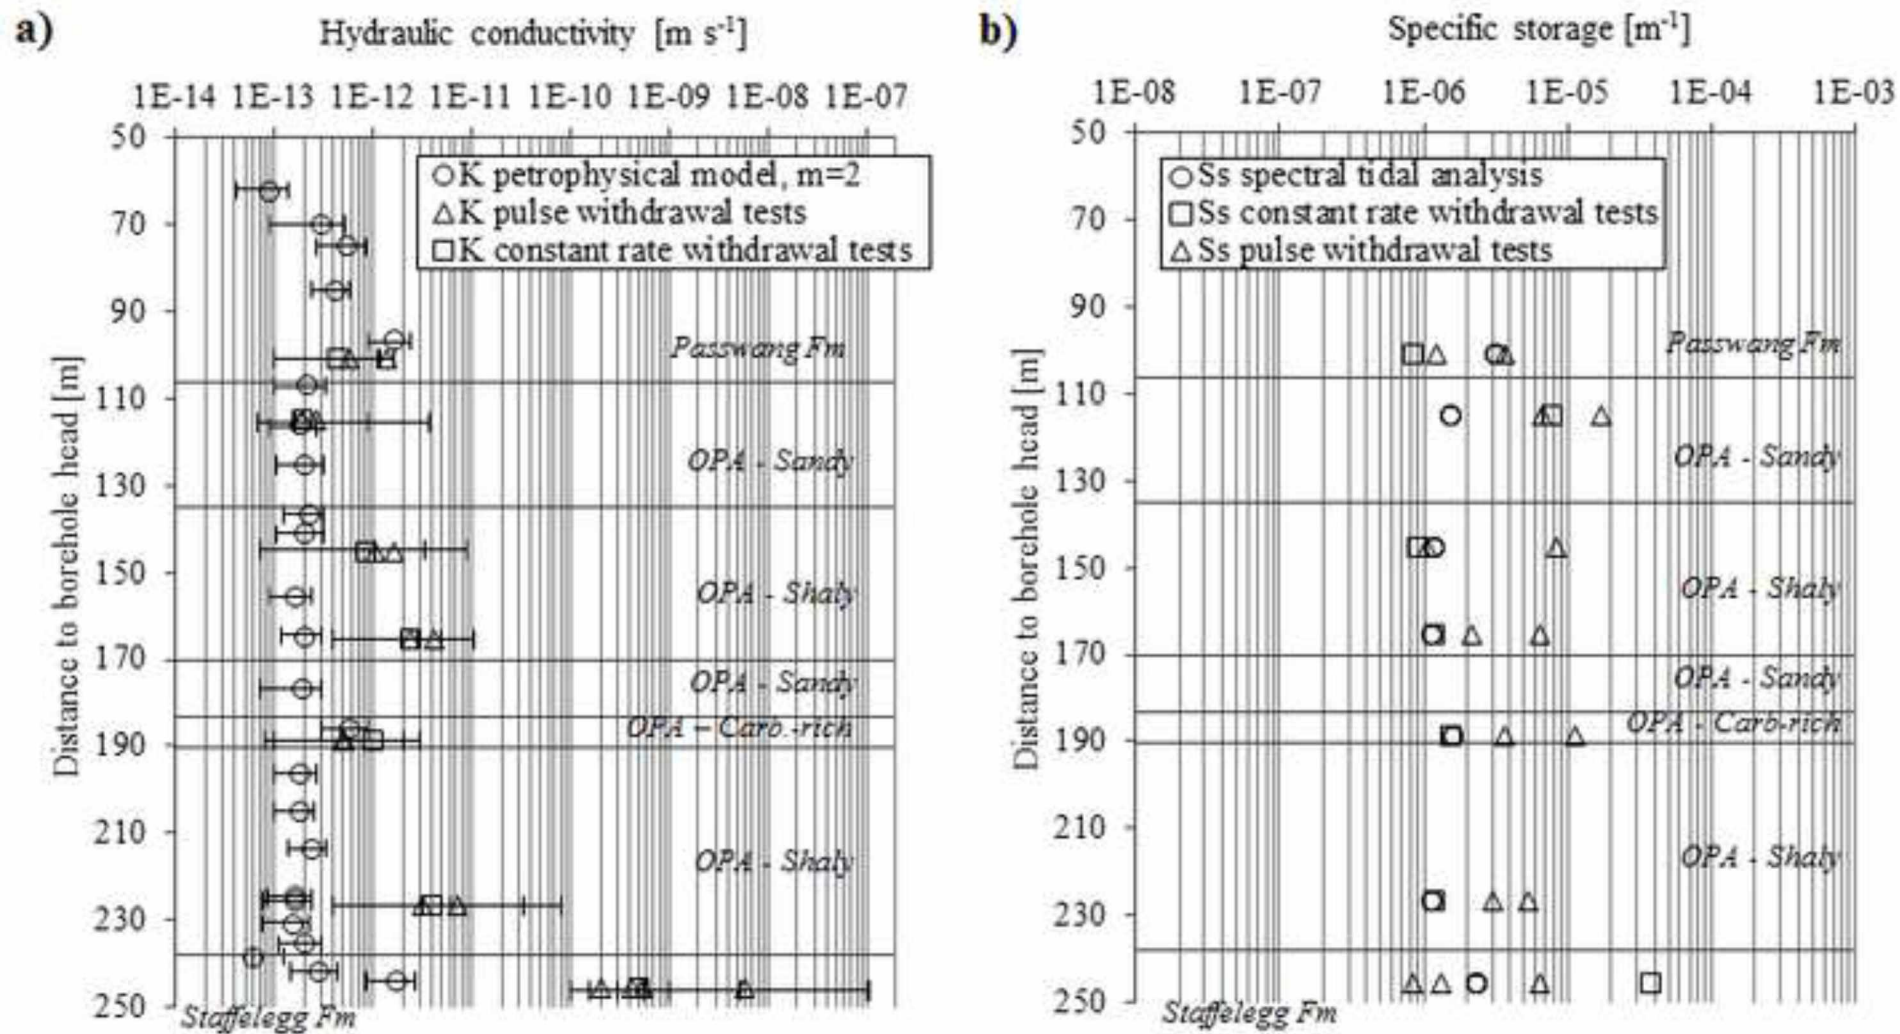 a)
Hydraulic conductivity [m s-1]
1E-14 1E-13 1E-12 1E-11 1E-10 1E-09 1E-08 1E-07
50
70
90
110
130
150
170
190
210
230
250
Distance to borehole head [m]
K petrophysical model, m=2
K pulse withdrawal tests
K constant rate withdrawal tests
Passwang Fm
OPA - Sandy
OPA - Shaly
OPA - Sandy
OPA – Carb.-rich
OPA - Shaly
Staffelegg Fm
b)
Specific storage [m-1]
1E-08 1E-07 1E-06 1E-05 1E-04 1E-03
50
70
90
110
130
150
170
190
210
230
250
Distance to borehole head [m]
Ss spectral tidal analysis
Ss constant rate withdrawal tests
Ss pulse withdrawal tests
Passwang Fm
OPA - Sandy
OPA - Shaly
OPA - Sandy
OPA - Carb-rich
OPA - Shaly
Staffelegg Fm